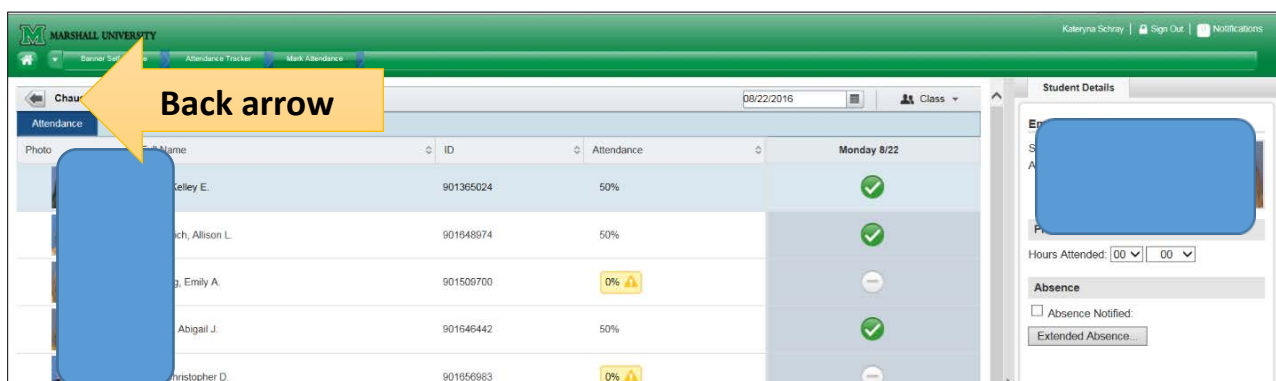 MARSHALL UNIVERSITY
Kateryna Schray | Sign Out | Notifications
Attendance Tracker
Mark Attendance
Back arrow
08/22/2016
Class
Student Details
Attendance
Photo
Name
ID
Attendance
Monday 8/22
Kelley E.
901365024
50%
Allison L.
901648974
50%
Hours Attended: 00 00
Emily A.
901509700
0%
Absence
Absence Notified:
Abigail J.
901646442
50%
Extended Absence...
Christopher D.
901656983
0%